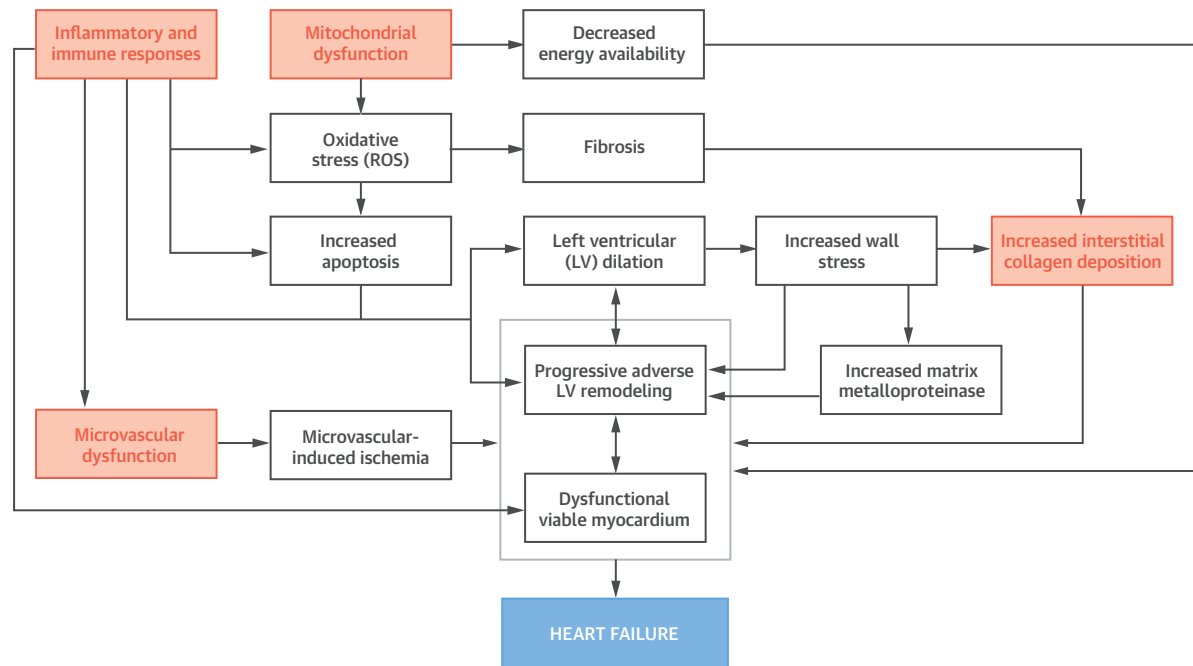 Inflammatory and
immune responses
Mitochondrial
dysfunction
Decreased
energy availability
Oxidative
stress (ROS)
Fibrosis
Increased
apoptosis
Left ventricular
(LV) dilation
Increased wall
stress
Increased interstitial
collagen deposition
Progressive adverse
LV remodeling
Increased matrix
metalloproteinase
Microvascular
dysfunction
Microvascular-
induced ischemia
Dysfunctional
viable myocardium
HEART FAILURE